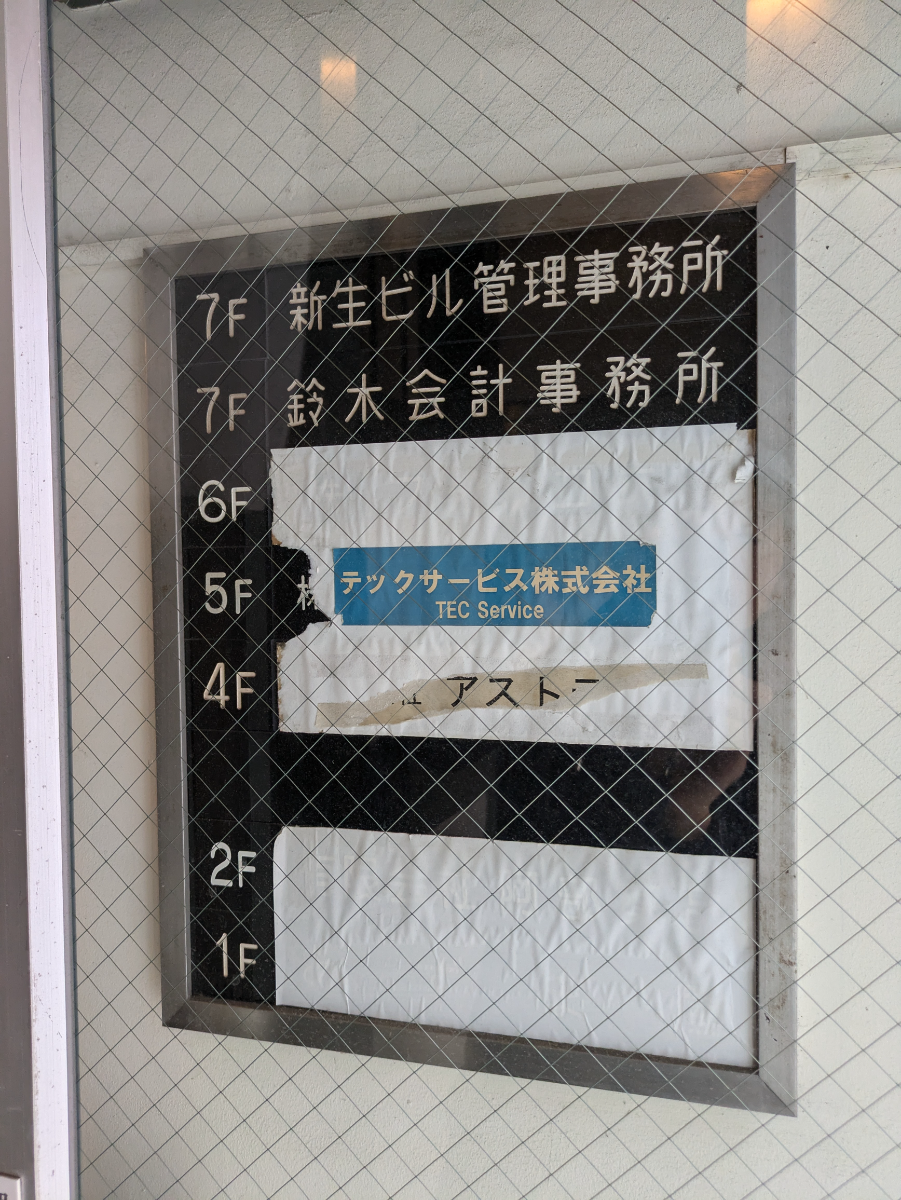 7F 新生ビル管理事務所
7F 鈴木会計事務所
6F
5F 株 テックサービス株式会社
TEC Service
4F アスト
2F
1F